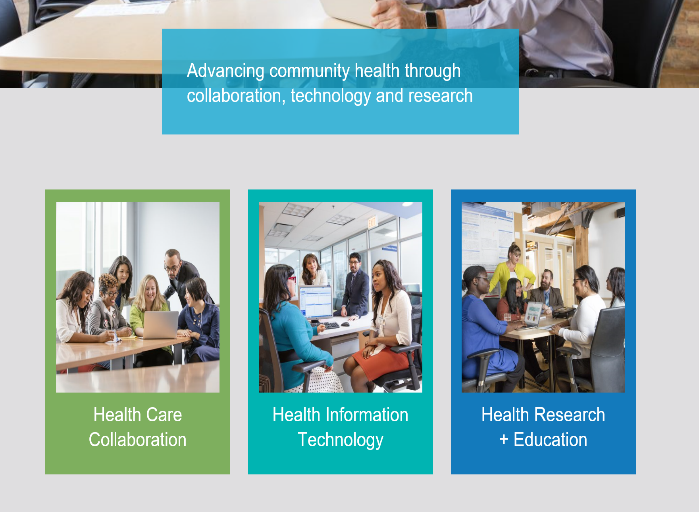 Advancing community health through
collaboration, technology and research
Health Care
Collaboration
Health Information
Technology
Health Research
+ Education